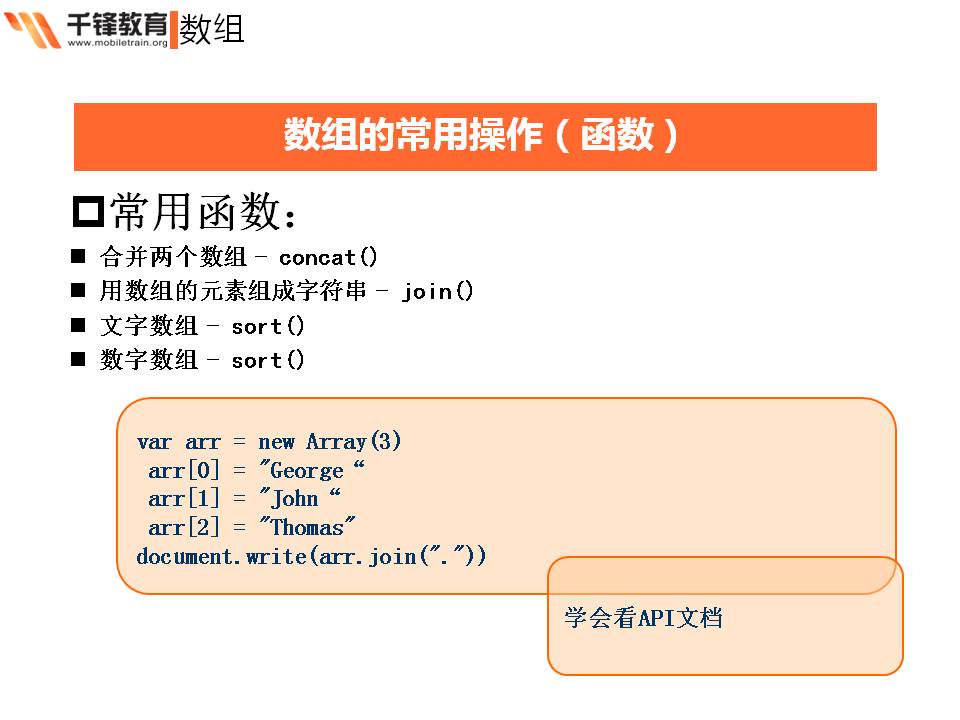 千锋教育
www.mobiletrain.org
数组
数组的常用操作（函数）
常用函数：
合并两个数组 – concat()
用数组的元素组成字符串 – join()
文字数组 – sort()
数字数组 – sort()
var arr = new Array(3)
arr[0] = "George “
arr[1] = "John “
arr[2] = "Thomas"
document.write(arr.join("."))
学会看API文档